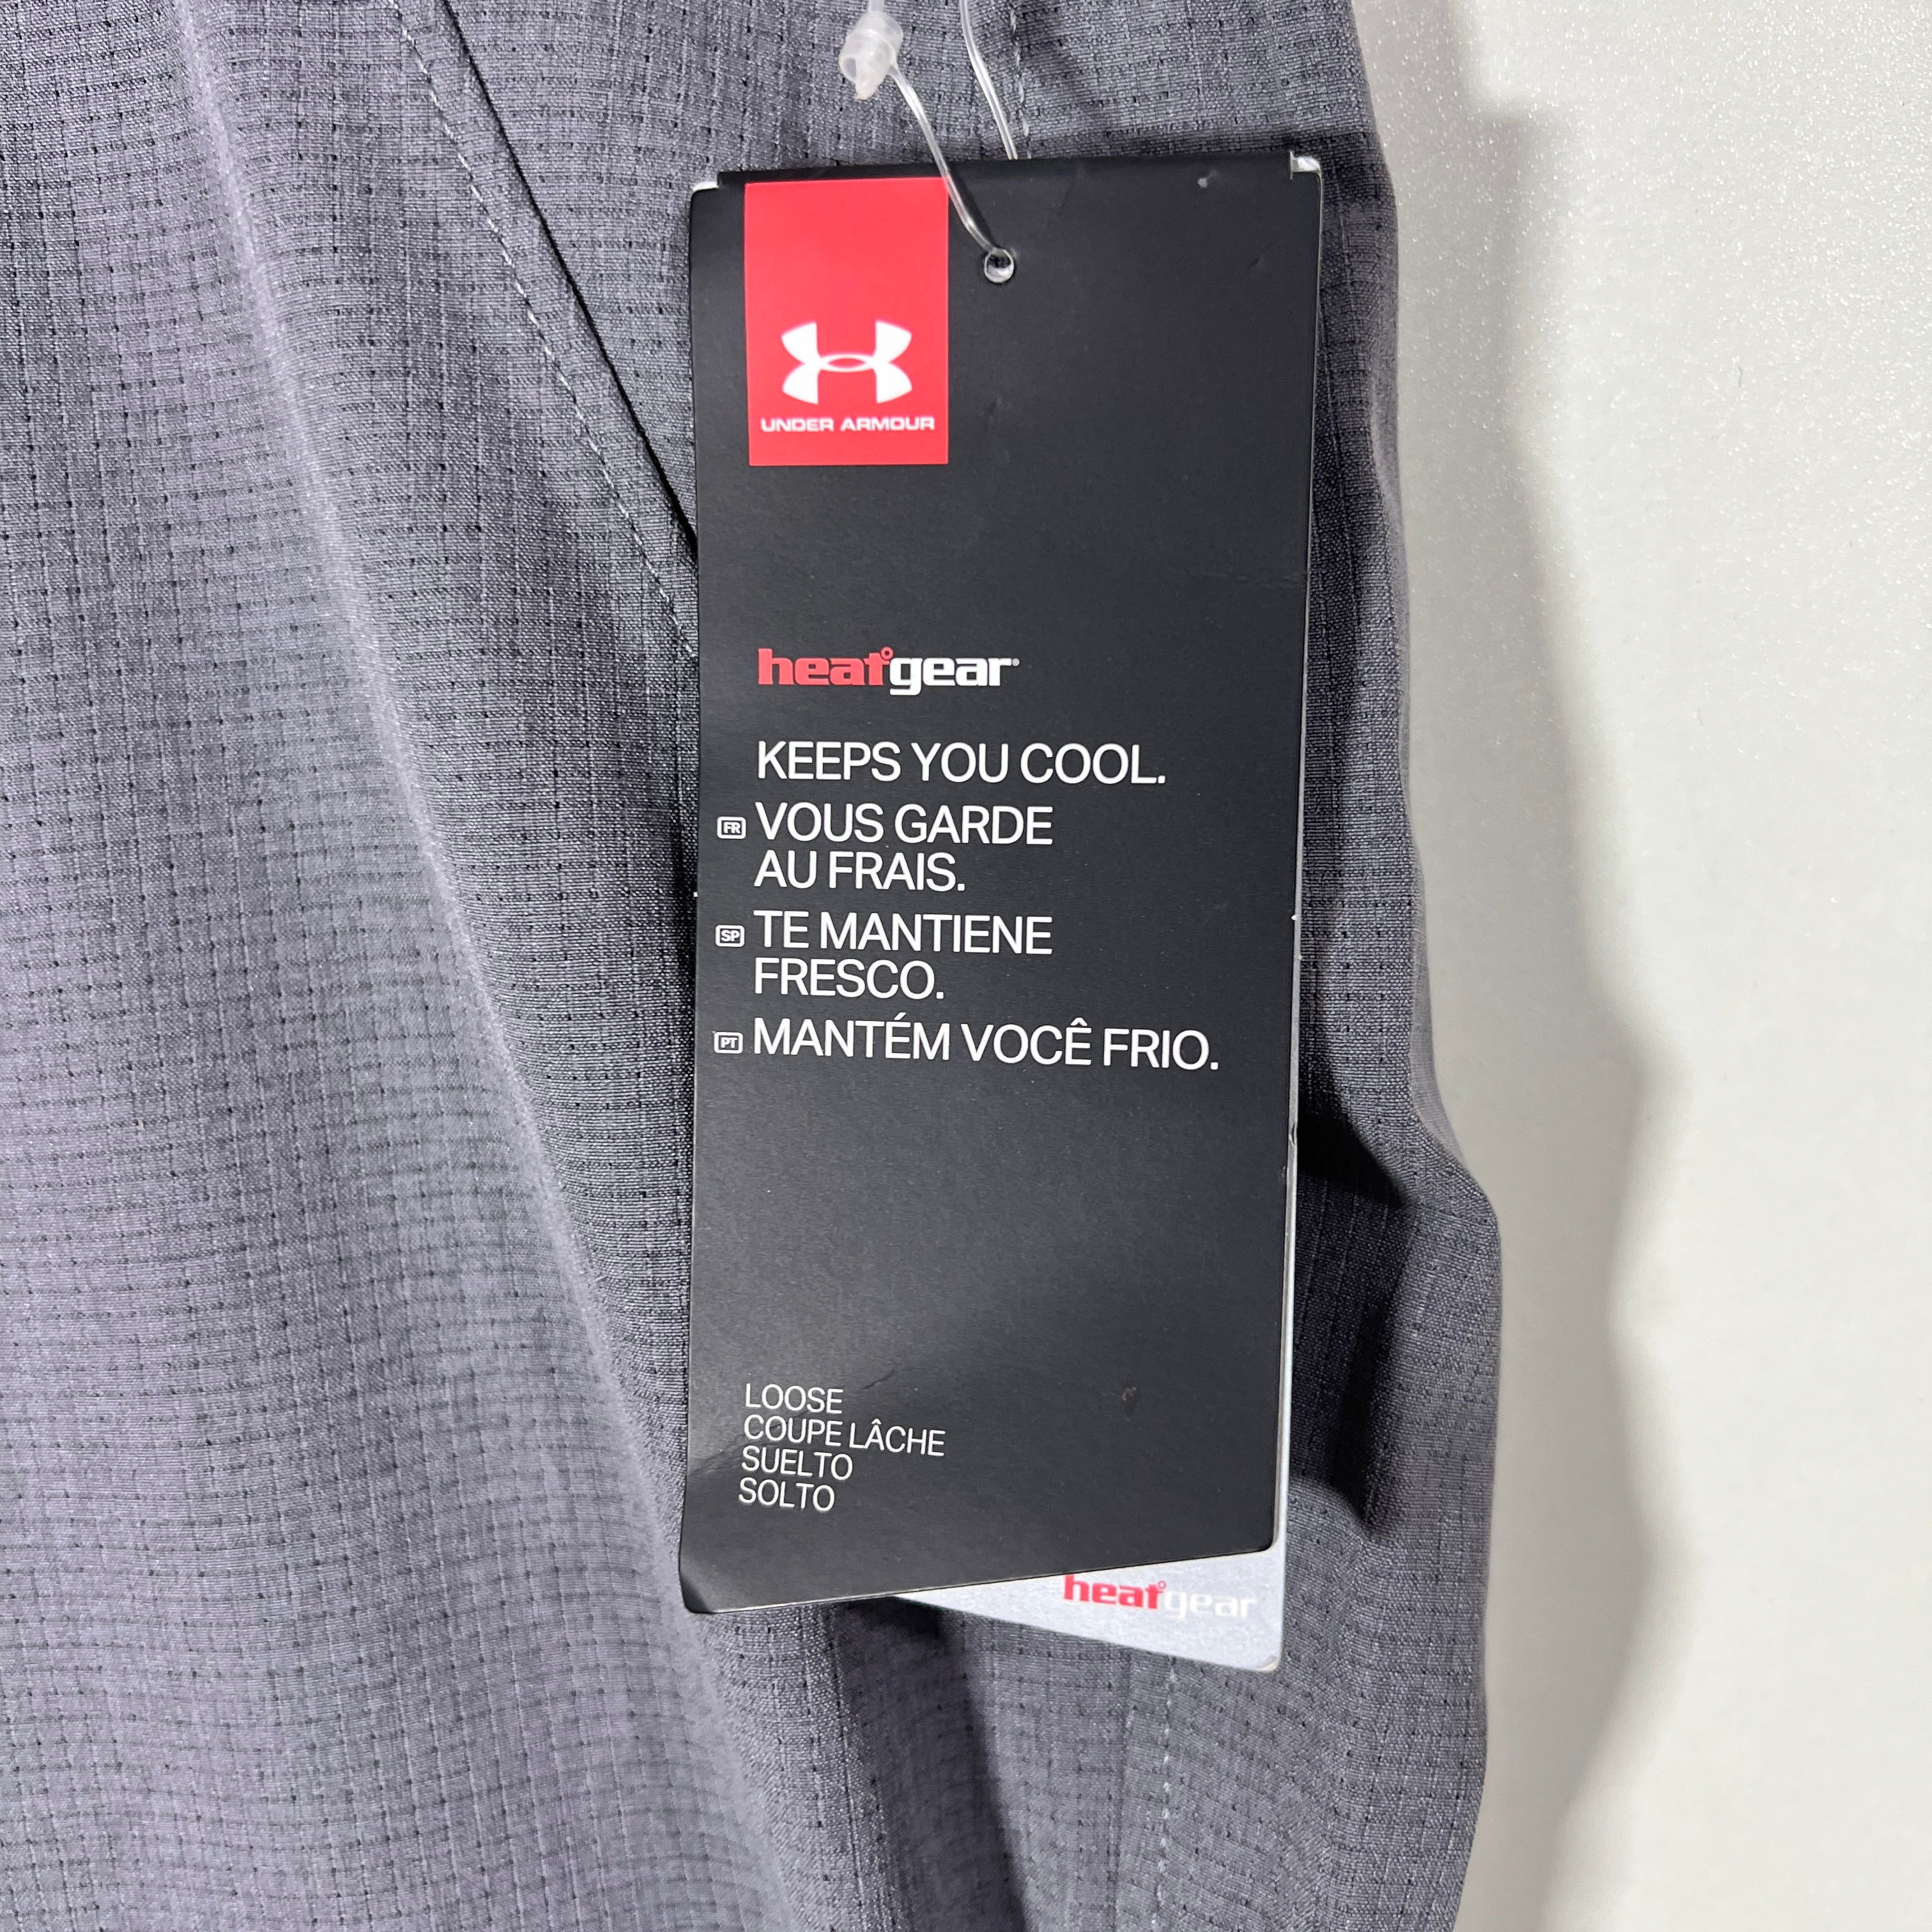 UNDER ARMOUR
heatgear
KEEPS YOU COOL.
FR VOUS GARDE
AU FRAIS.
SP TE MANTIENE
FRESCO.
PT MANTÉM VOCÊ FRIO.
LOOSE
COUPE LÂCHE
SUELTO
SOLTO
heatgear